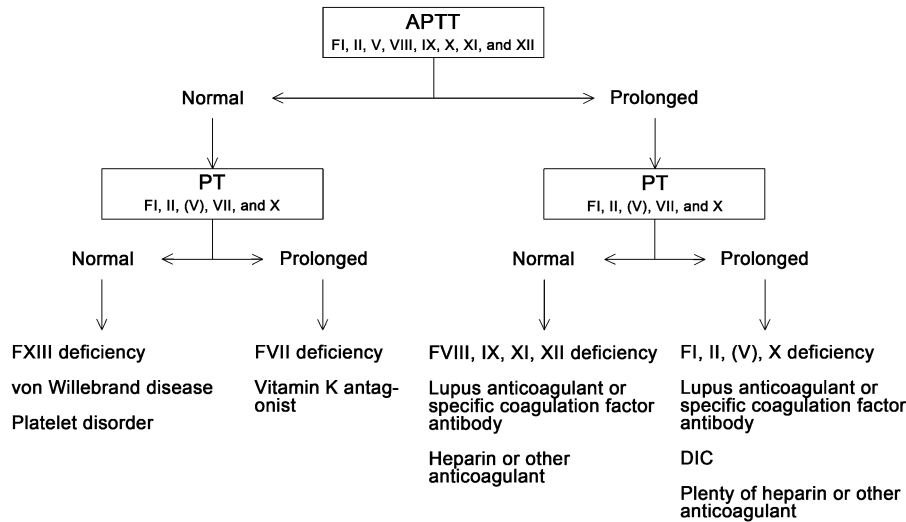 APTT
FI, II, V, VIII, IX, X, XI, and XII
Normal
Prolonged
PT
FI, II, (V), VII, and X
PT
FI, II, (V), VII, and X
Normal
Prolonged
Normal
Prolonged
FXIII deficiency
von Willebrand disease
Platelet disorder
FVII deficiency
Vitamin K antag-
onist
FVIII, IX, XI, XII deficiency
Lupus anticoagulant or
specific coagulation factor
antibody
Heparin or other
anticoagulant
FI, II, (V), X deficiency
Lupus anticoagulant or
specific coagulation factor
antibody
DIC
Plenty of heparin or other
anticoagulant